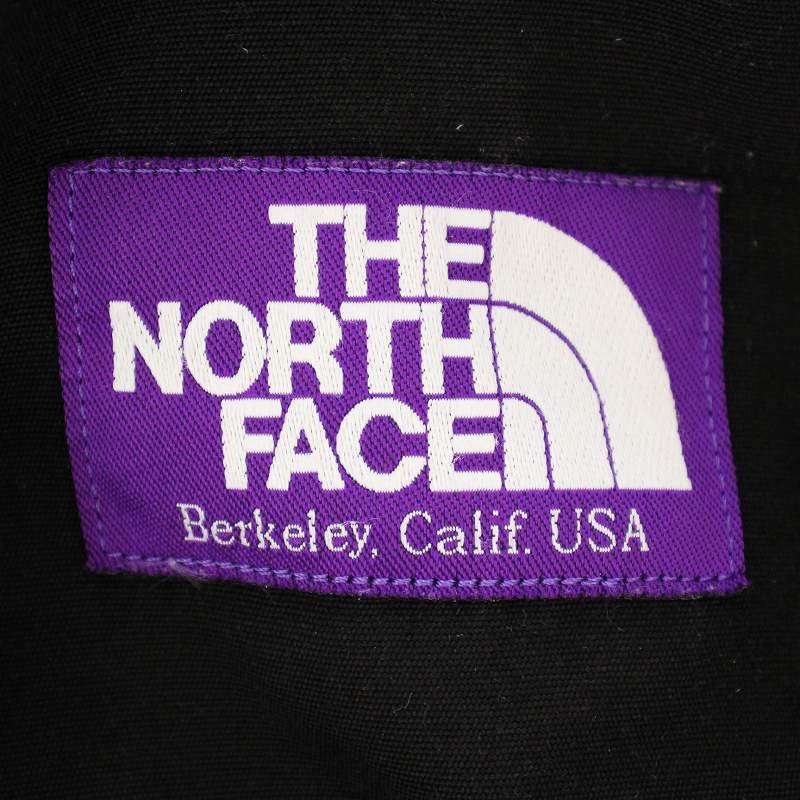 THE
NORTH
FACE
Berkeley, Calif. USA